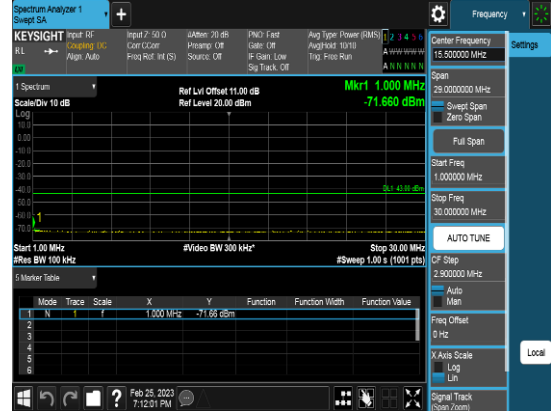 Spectrum Analyzer 1
Swept SA
+
Frequency
KEYSIGHT
RL
Input: RF
Coupling: DC
Align: Auto
Input Z: 50 Ω
Corr CCorr
Freq Ref: Int (S)
#Atten: 20 dB
Preamp: Off
Source: Off
PNO: Fast
Gate: Off
IF Gain: Low
Sig Track: Off
Avg Type: Power (RMS)
Avg|Hold: 10/10
Trig: Free Run
1 2 3 4 5 6
A W W W W W
A N N N N N
1 Spectrum
Scale/Div 10 dB
Ref Lvl Offset 11.00 dB
Ref Level 20.00 dBm
Mkr1 1.000 MHz
-71.660 dBm
Log
10.0
0.00
-10.0
-20.0
-30.0
-40.0
-50.0
-60.0
-70.0
1
Start 1.00 MHz
#Res BW 100 kHz
#Video BW 300 kHz*
Stop 30.00 MHz
#Sweep 1.00 s (1001 pts)
5 Marker Table
Mode Trace Scale X Y Function Function Width Function Value
1 N 1 f 1.000 MHz -71.66 dBm
2
3
4
5
6
Feb 25, 2023
7:12:01 PM
?
Center Frequency
15.500000 MHz
Settings
Span
29.0000000 MHz
Swept Span
Zero Span
Full Span
Start Freq
1.000000 MHz
Stop Freq
30.000000 MHz
AUTO TUNE
CF Step
2.900000 MHz
Auto
Man
Freq Offset
0 Hz
X Axis Scale
Log
Lin
Local
Signal Track
(Span Zoom)